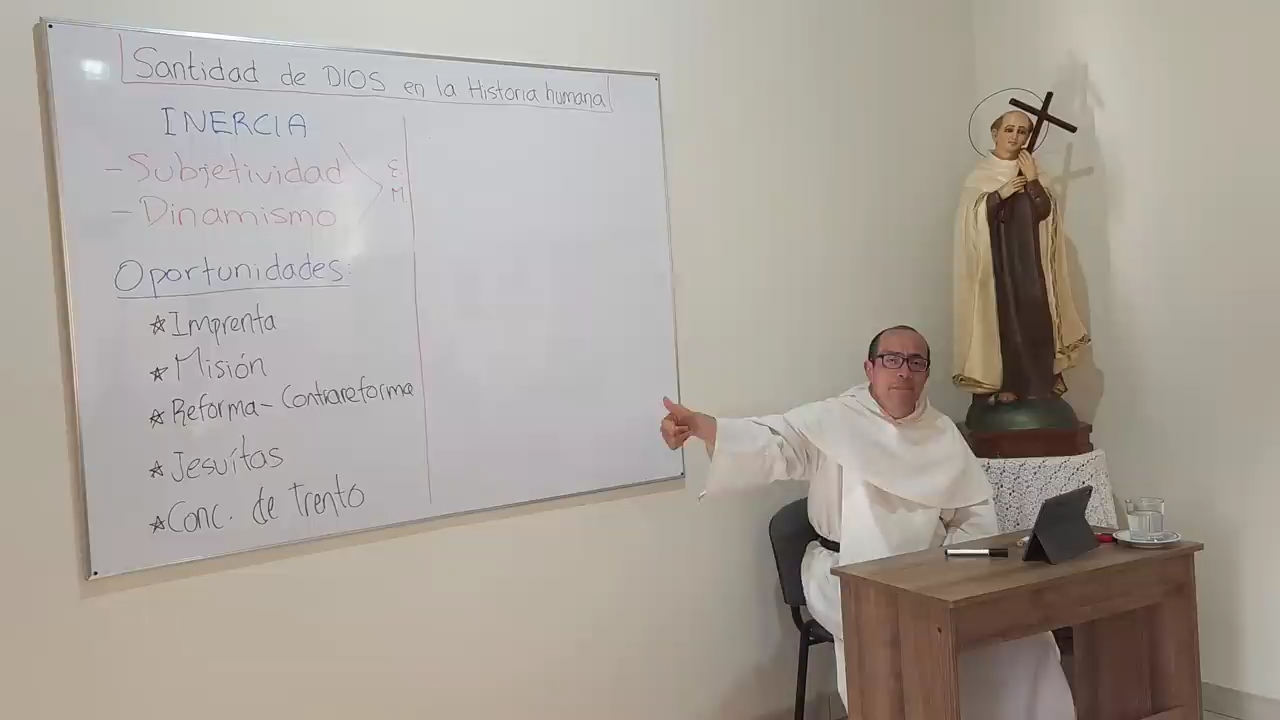 Santidad de DIOS en la Historia humana
INERCIA
- Subjetividad
- Dinamismo
E.
M.
Oportunidades:
☆ Imprenta
☆ Misión
☆ Reforma - Contrareforma
☆ Jesuítas
☆ Conc. de Trento